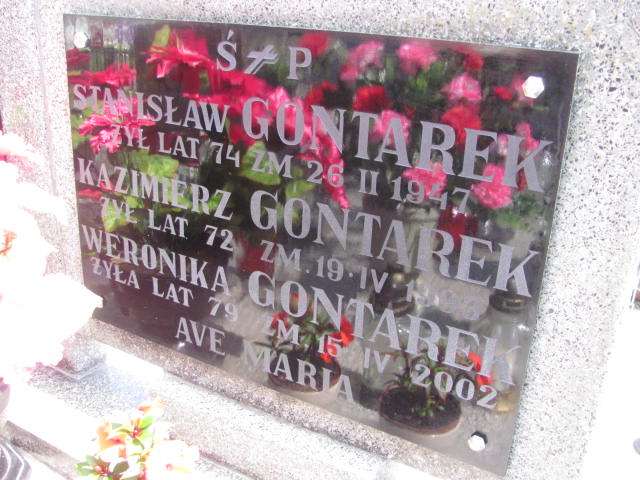 Ś P
STANISŁAW GONTAREK
ŻYŁ LAT 74 ZM 26 II 1947
KAZIMIERZ GONTAREK
ŻYŁ LAT 72 ZM. 19 · IV
WERONIKA GONTAREK
ŻYŁA LAT 79 ZM. 15 · IV · 2002
AVE MARIA